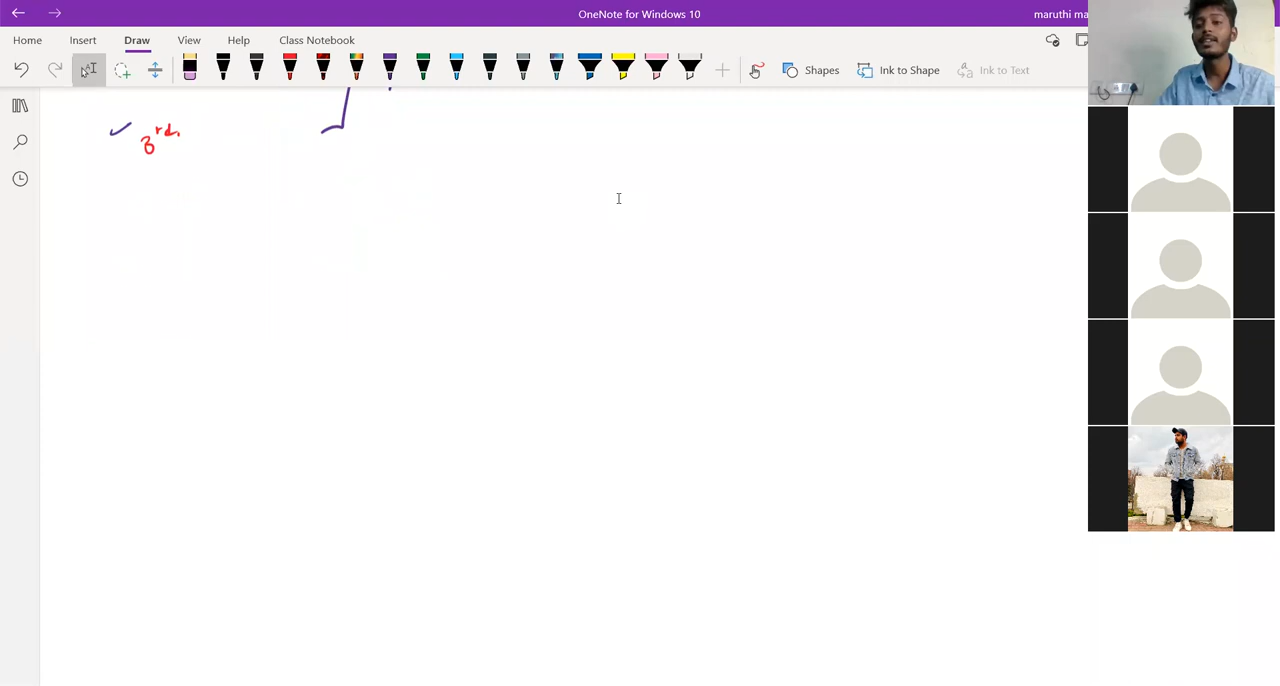 OneNote for Windows 10
maruthi ma
Home Insert Draw View Help Class Notebook
Shapes Ink to Shape Ink to Text
3rd.